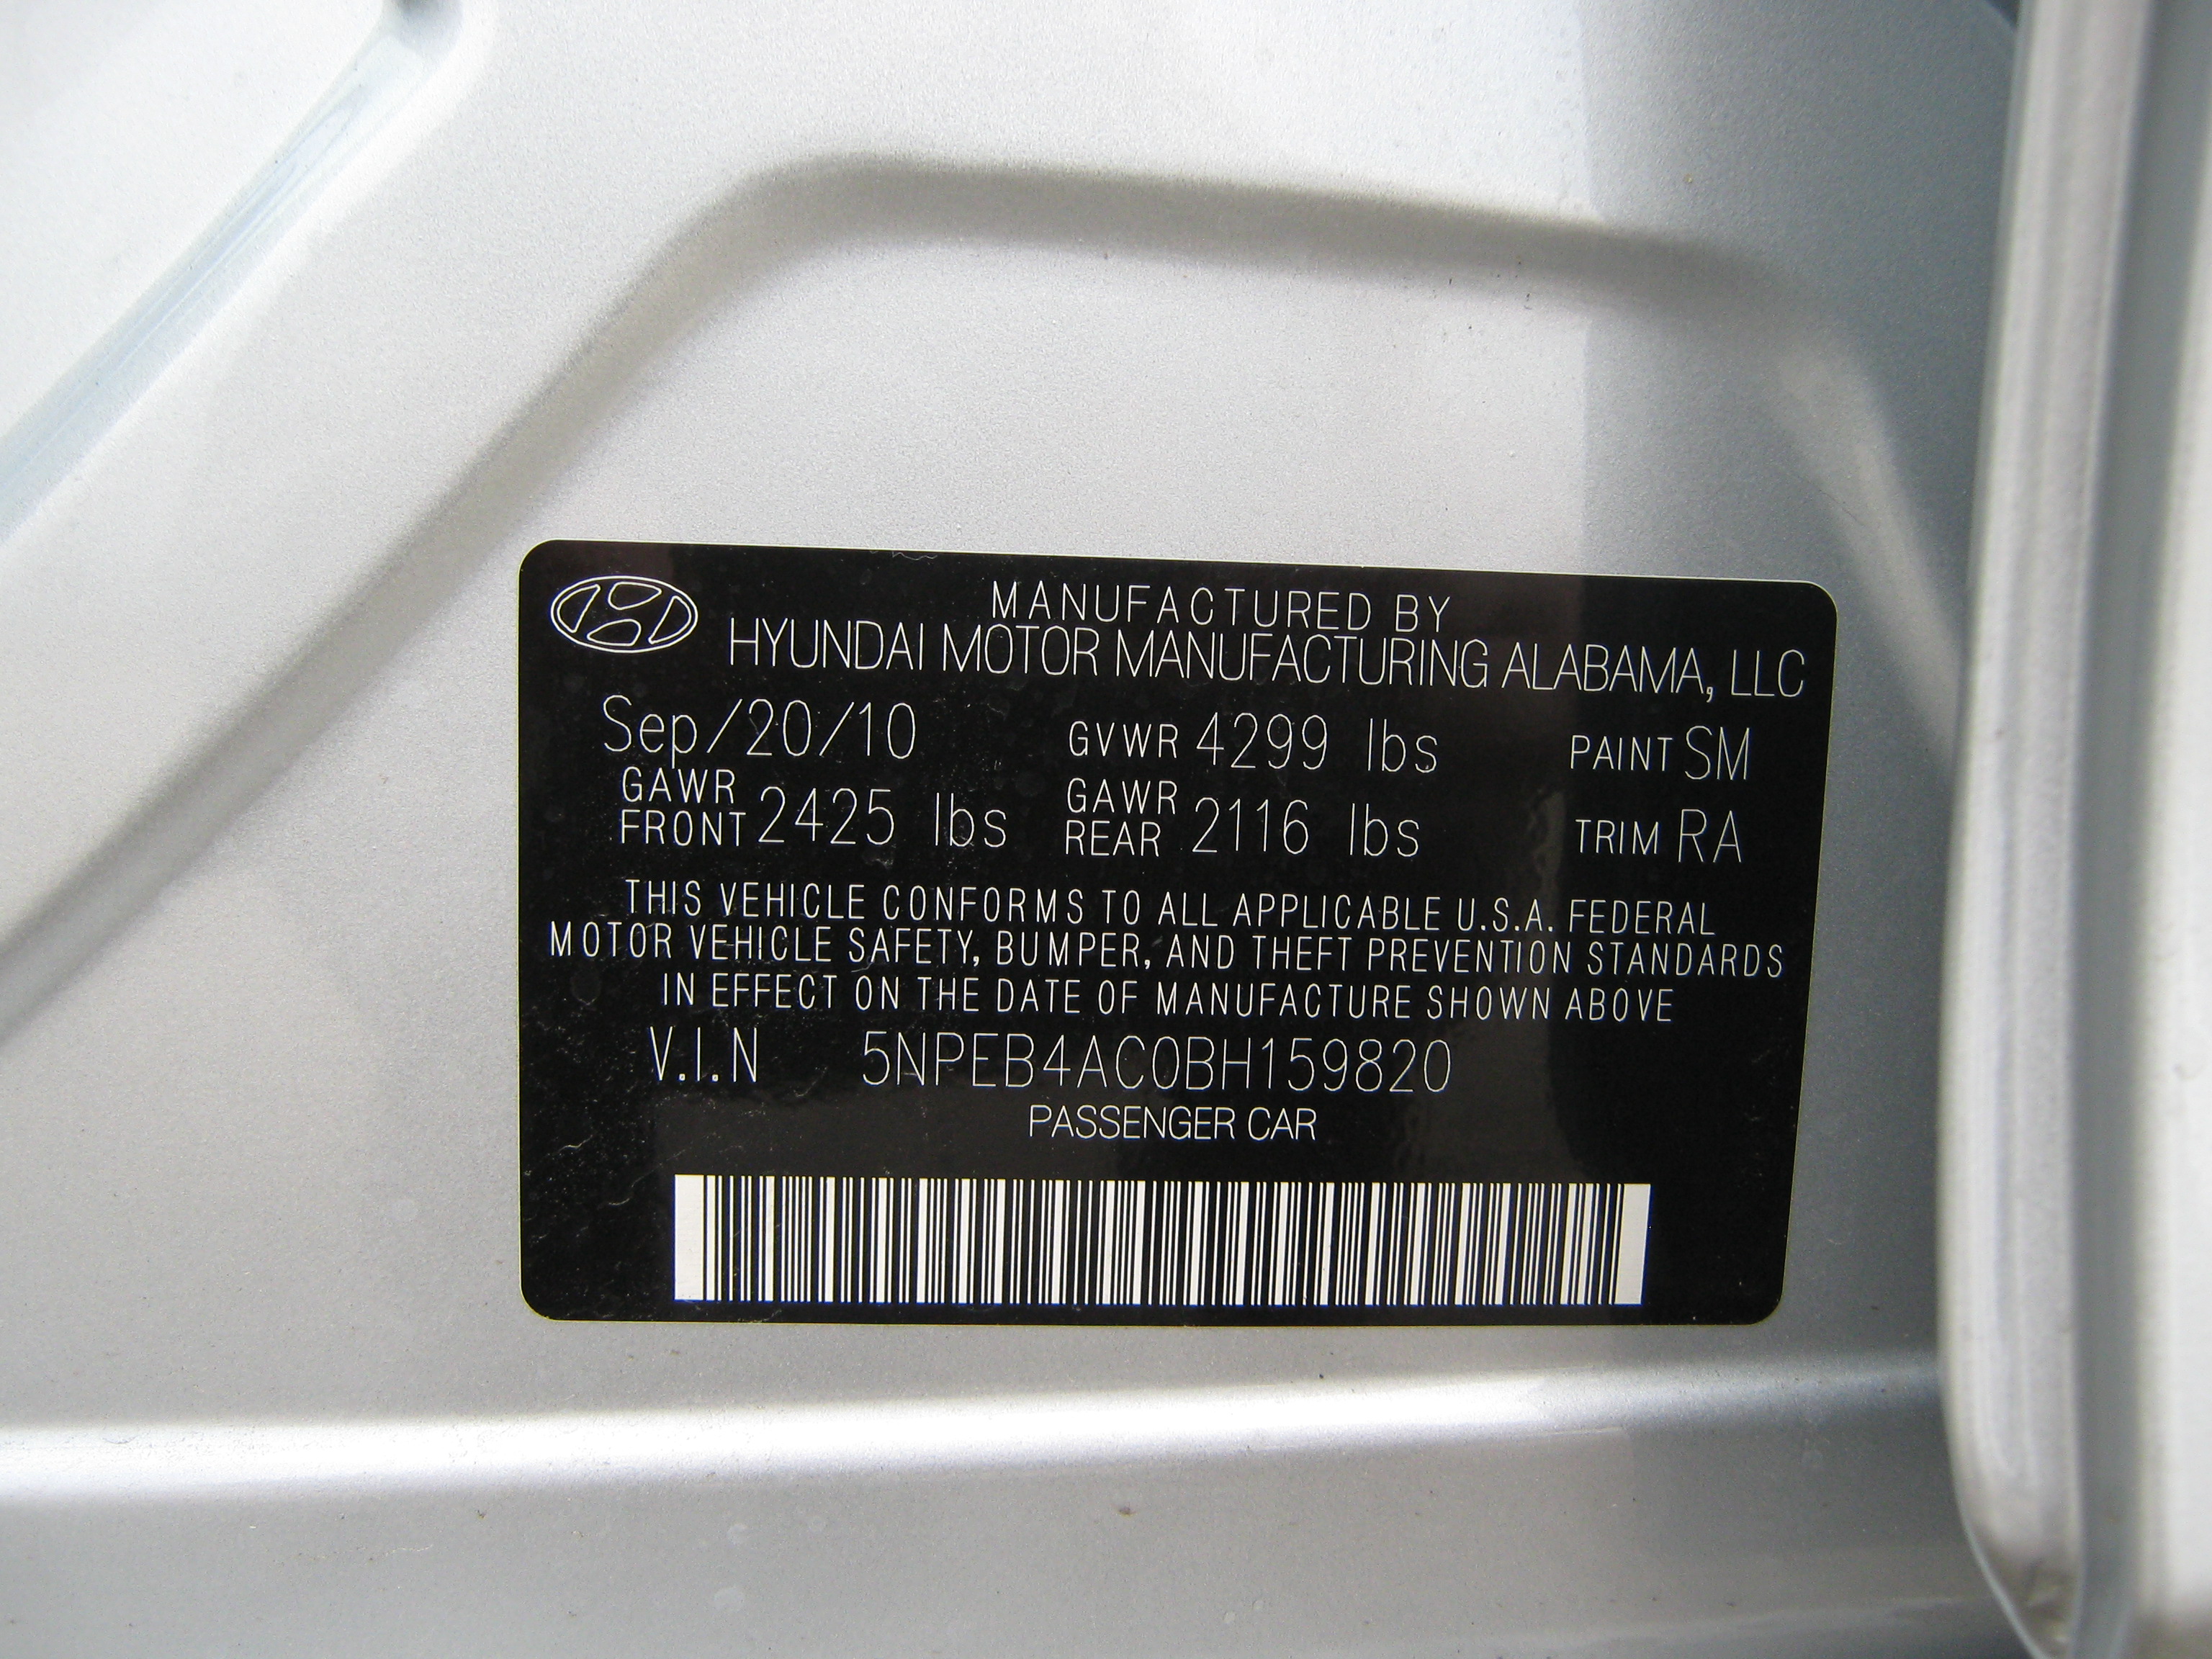 MANUFACTURED BY
HYUNDAI MOTOR MANUFACTURING ALABAMA, LLC
Sep/20/10 GVWR 4299 lbs PAINT SM
GAWR FRONT 2425 lbs GAWR REAR 2116 lbs TRIM RA
THIS VEHICLE CONFORMS TO ALL APPLICABLE U.S.A. FEDERAL
MOTOR VEHICLE SAFETY, BUMPER, AND THEFT PREVENTION STANDARDS
IN EFFECT ON THE DATE OF MANUFACTURE SHOWN ABOVE
V.I.N 5NPEB4AC0BH159820
PASSENGER CAR